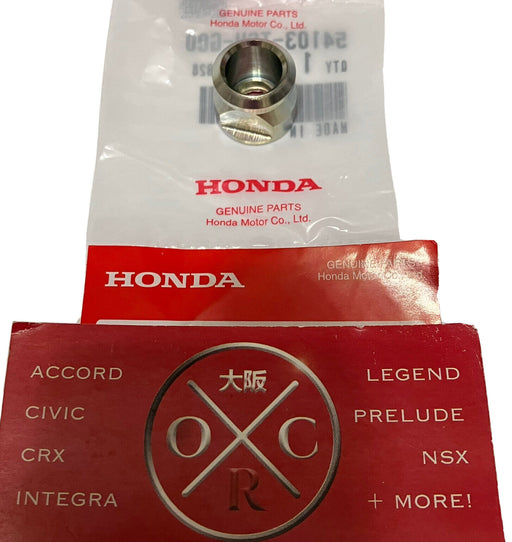 GENUINE PARTS
Honda Motor Co., Ltd.
HONDA
GENUINE PARTS
Honda Motor Co., Ltd.
HONDA
GENUINE PARTS
Honda Motor Co., Ltd.
ACCORD
CIVIC
CRX
INTEGRA
大阪
O C
R
LEGEND
PRELUDE
NSX
+ MORE!